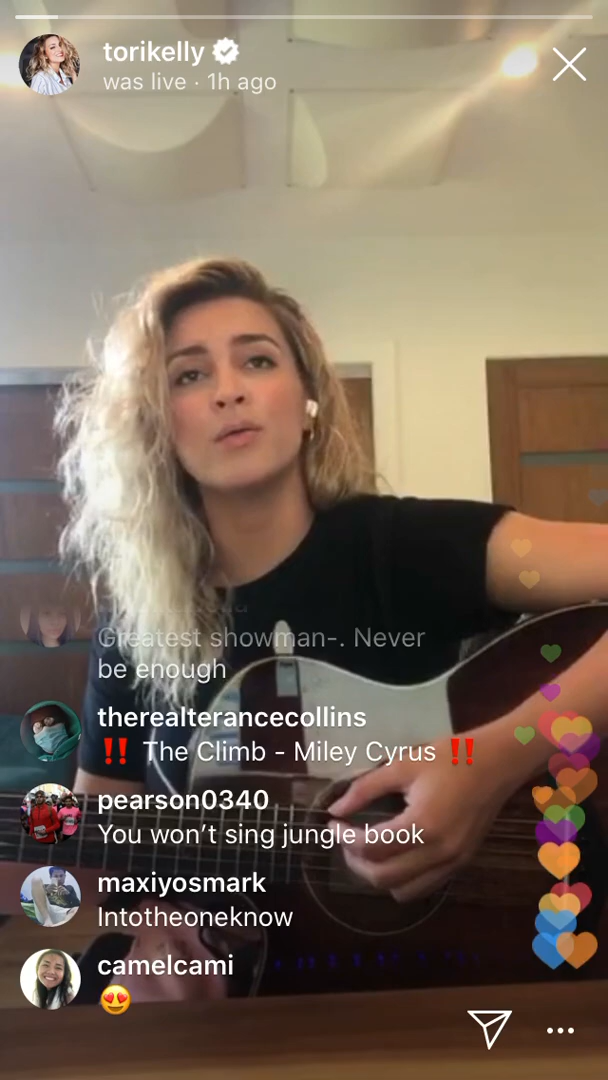 torikelly
was live · 1h ago
Greatest showman-. Never
be enough
therealterancecollins
‼️ The Climb - Miley Cyrus ‼️
pearson0340
You won’t sing jungle book
maxiyosmark
Intotheoneknow
camelcami
😍